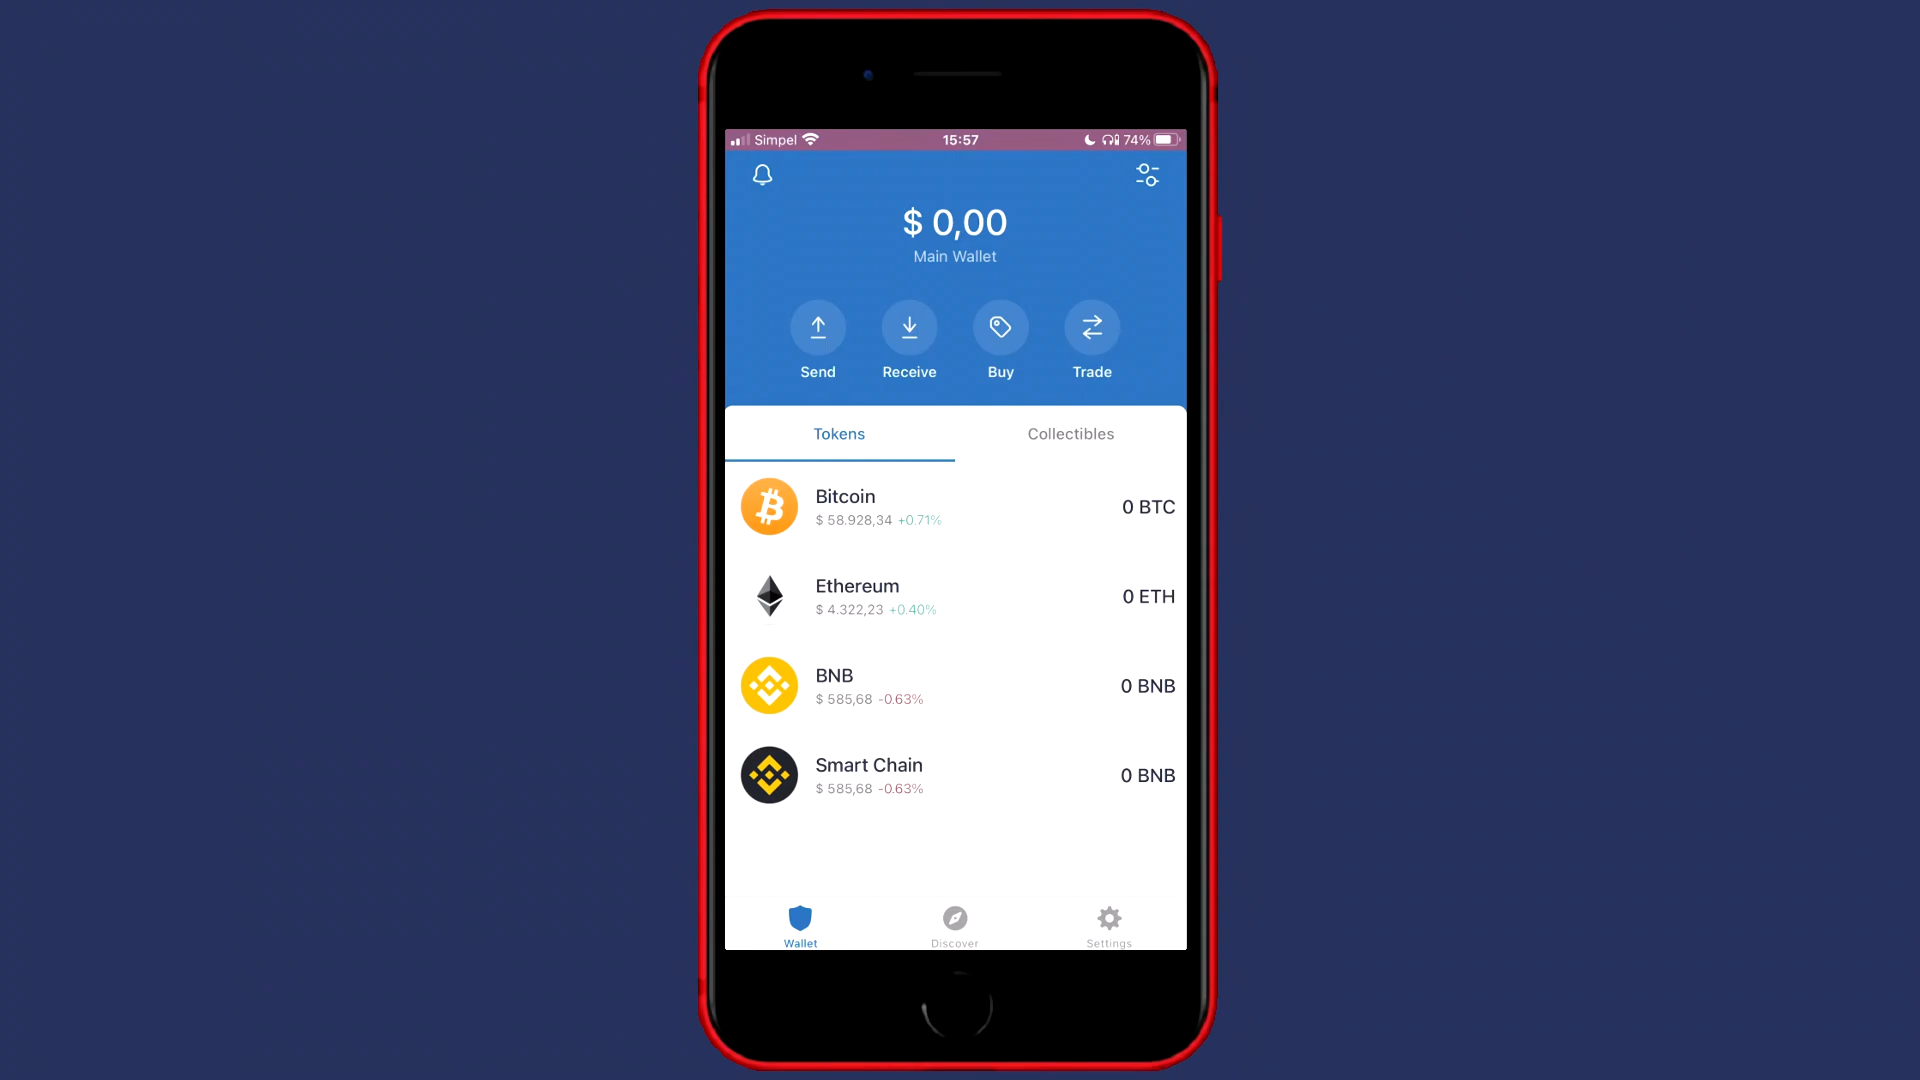 Simpel 15:57 74%
$ 0,00
Main Wallet
Send Receive Buy Trade
Tokens Collectibles
Bitcoin
$ 58.928,34 +0.71%
0 BTC
Ethereum
$ 4.322,23 +0.40%
0 ETH
BNB
$ 585,68 -0.63%
0 BNB
Smart Chain
$ 585,68 -0.63%
0 BNB
Wallet Discover Settings